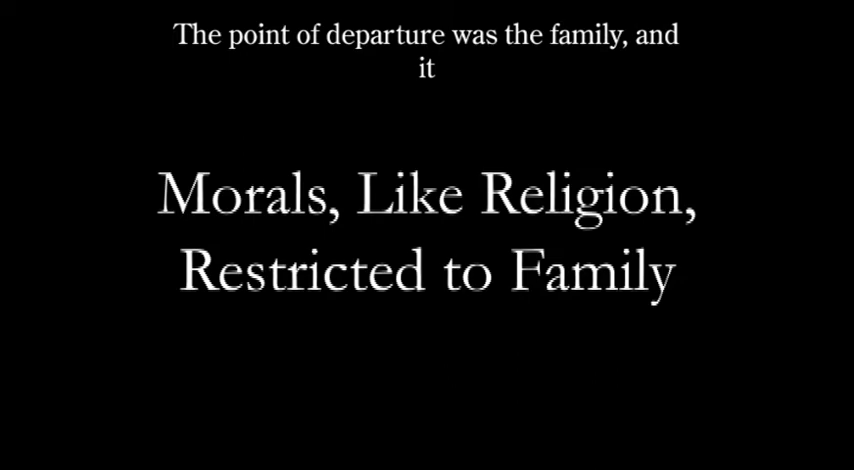 The point of departure was the family, and
it
Morals, Like Religion,
Restricted to Family